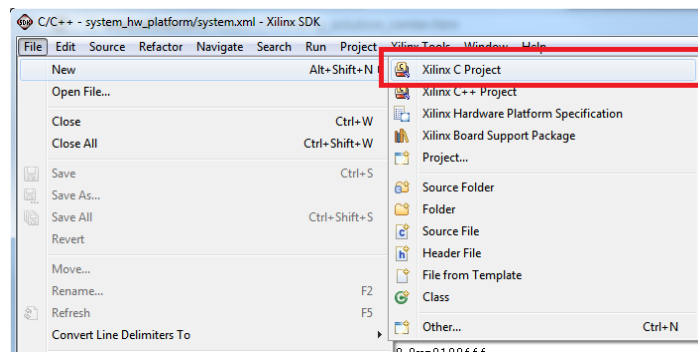 C/C++ - system_hw_platform/system.xml - Xilinx SDK
File Edit Source Refactor Navigate Search Run Project Xilinx Tools Window Help
New Alt+Shift+N
Open File...
Close Ctrl+W
Close All Ctrl+Shift+W
Save Ctrl+S
Save As...
Save All Ctrl+Shift+S
Revert
Move...
Rename... F2
Refresh F5
Convert Line Delimiters To
Xilinx C Project
Xilinx C++ Project
Xilinx Hardware Platform Specification
Xilinx Board Support Package
Project...
Source Folder
Folder
Source File
Header File
File from Template
Class
Other... Ctrl+N